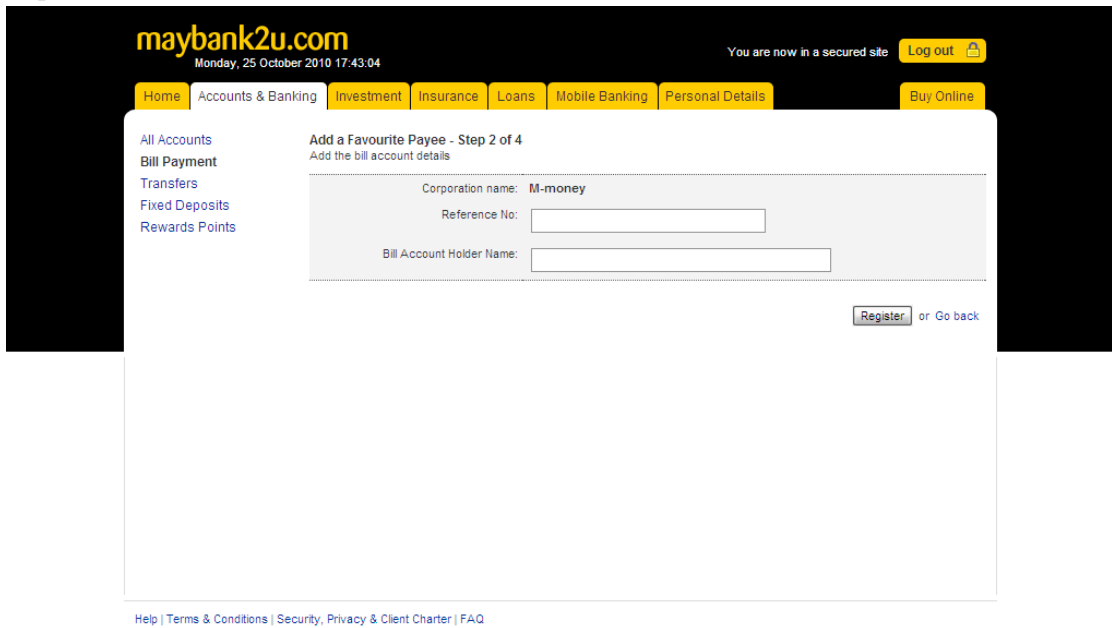 maybank2u.com
Monday, 25 October 2010 17:43:04
You are now in a secured site
Log out
Home
Accounts & Banking
Investment
Insurance
Loans
Mobile Banking
Personal Details
Buy Online
All Accounts
Bill Payment
Transfers
Fixed Deposits
Rewards Points
Add a Favourite Payee - Step 2 of 4
Add the bill account details
Corporation name: M-money
Reference No:
Bill Account Holder Name:
Register or Go back
Help | Terms & Conditions | Security, Privacy & Client Charter | FAQ